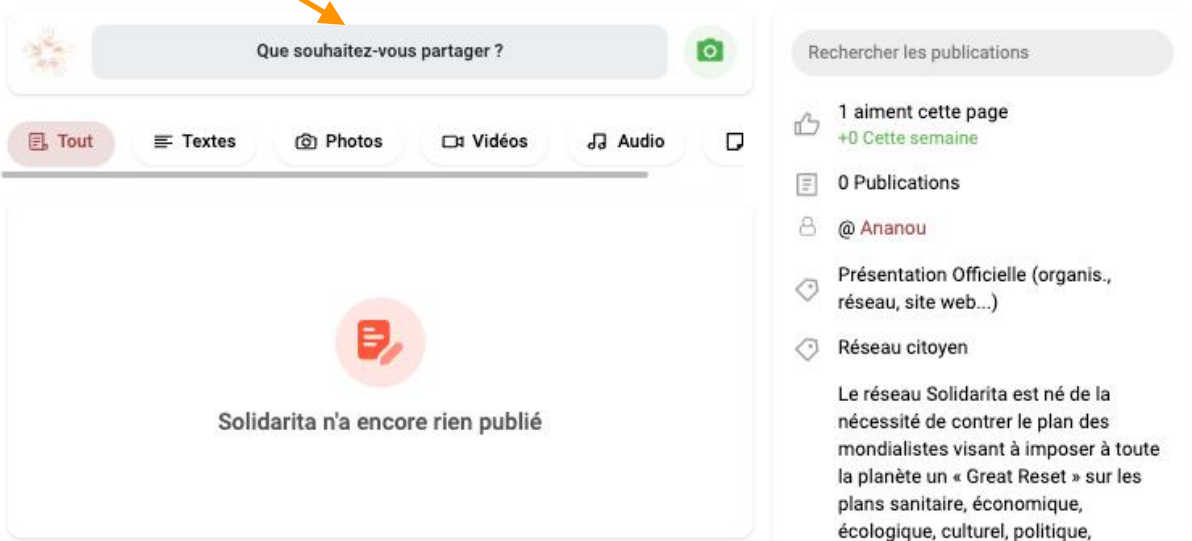 Que souhaitez-vous partager ?
Tout
Textes
Photos
Vidéos
Audio
Solidarita n'a encore rien publié
Rechercher les publications
1 aiment cette page
+0 Cette semaine
0 Publications
@ Ananou
Présentation Officielle (organis.,
réseau, site web...)
Réseau citoyen
Le réseau Solidarita est né de la
nécessité de contrer le plan des
mondialistes visant à imposer à toute
la planète un « Great Reset » sur les
plans sanitaire, économique,
écologique, culturel, politique,